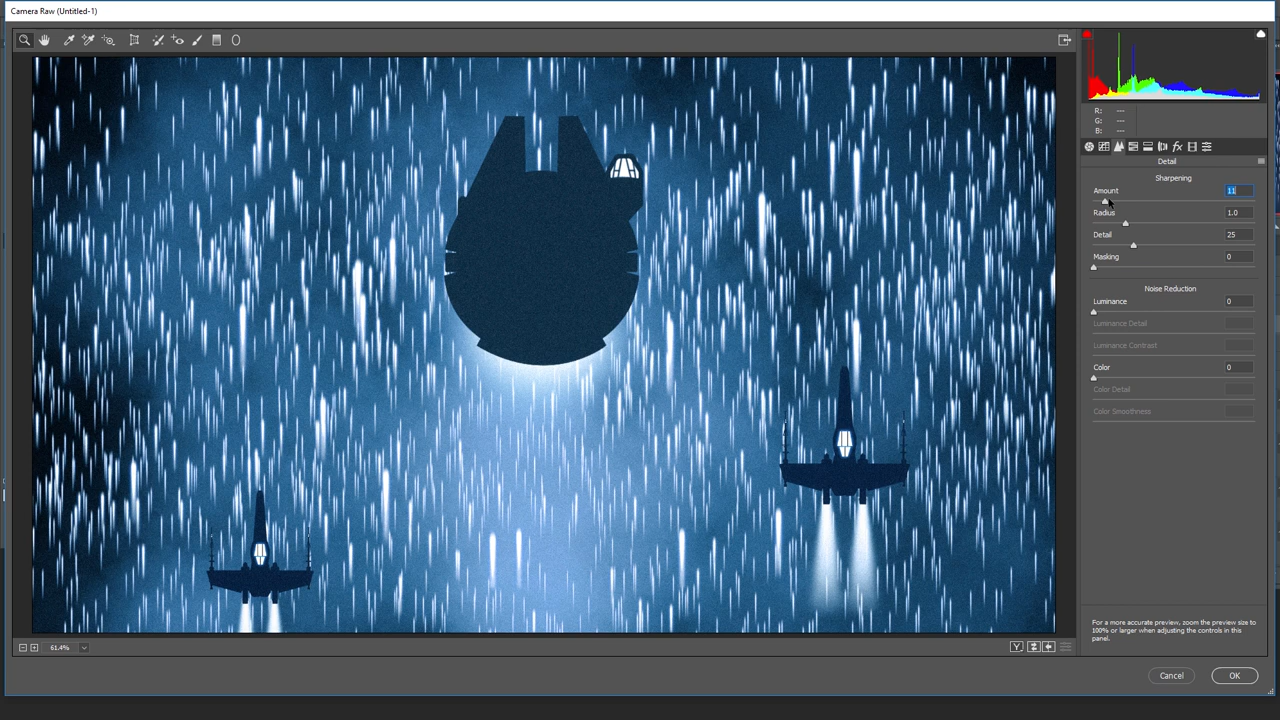 Camera Raw (Untitled-1)
R: ---
G: ---
B: ---
fx
Detail
Sharpening
Amount 11
Radius 1.0
Detail 25
Masking 0
Noise Reduction
Luminance 0
Luminance Detail
Luminance Contrast
Color 0
Color Detail
Color Smoothness
For a more accurate preview, zoom the preview size to
100% or larger when adjusting the controls in this
panel.
61.4%
Y
Cancel OK